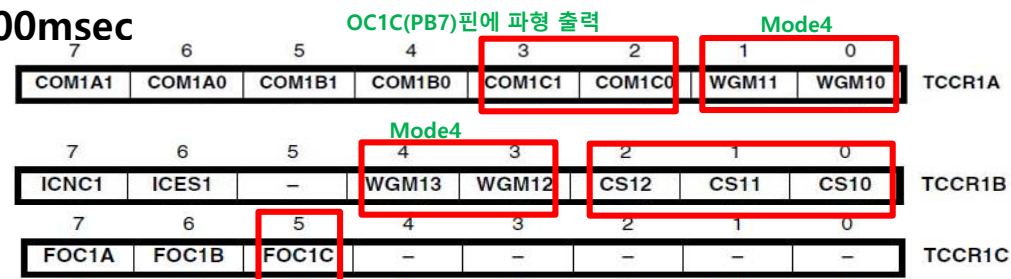 00msec
OC1C(PB7)핀에 파형 출력 Mode4
7 6 5 4 3 2 1 0
COM1A1 COM1A0 COM1B1 COM1B0 COM1C1 COM1C0 WGM11 WGM10 TCCR1A
Mode4
7 6 5 4 3 2 1 0
ICNC1 ICES1 – WGM13 WGM12 CS12 CS11 CS10 TCCR1B
7 6 5 4 3 2 1 0
FOC1A FOC1B FOC1C – – – – – TCCR1C